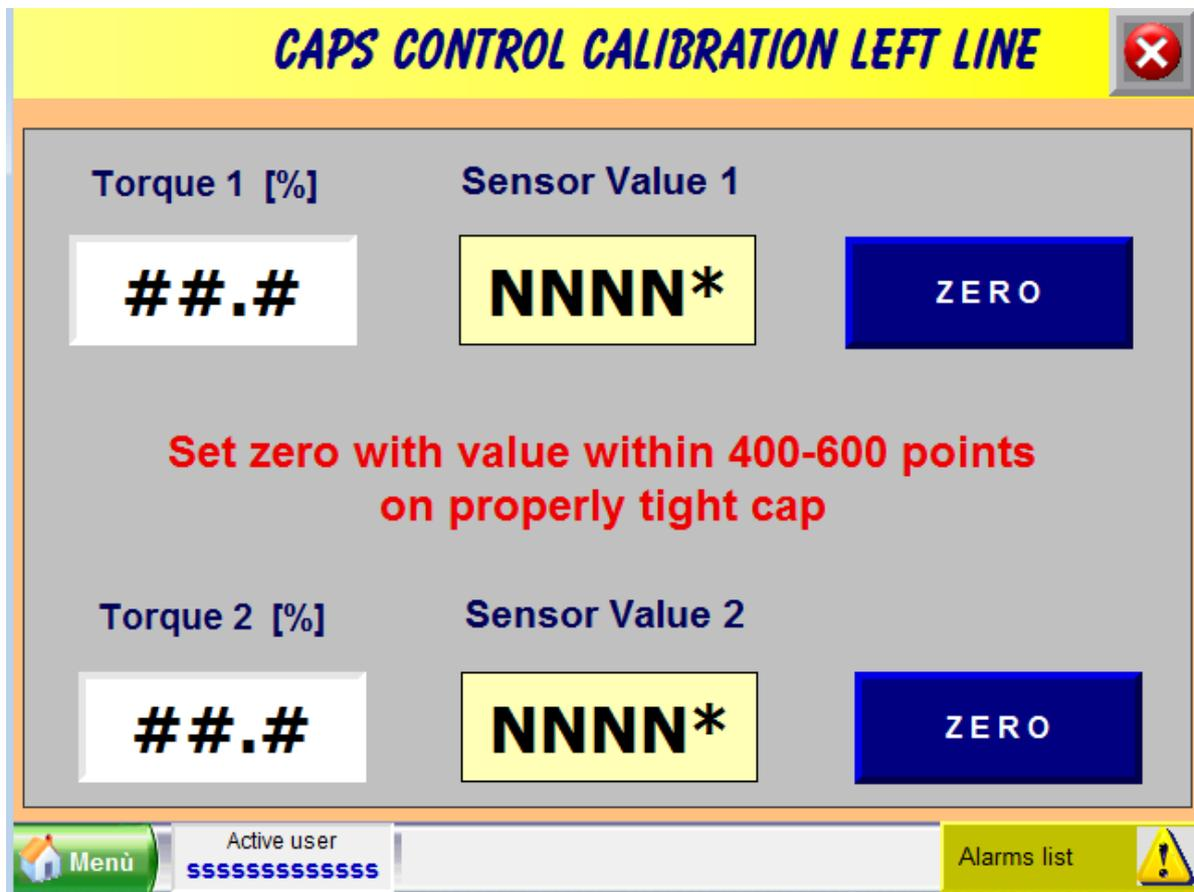 CAPS CONTROL CALIBRATION LEFT LINE
Torque 1 [%]
Sensor Value 1
##.#
NNNN*
ZERO
Set zero with value within 400-600 points
on properly tight cap
Torque 2 [%]
Sensor Value 2
##.#
NNNN*
ZERO
Menù
Active user
sssssssssssss
Alarms list